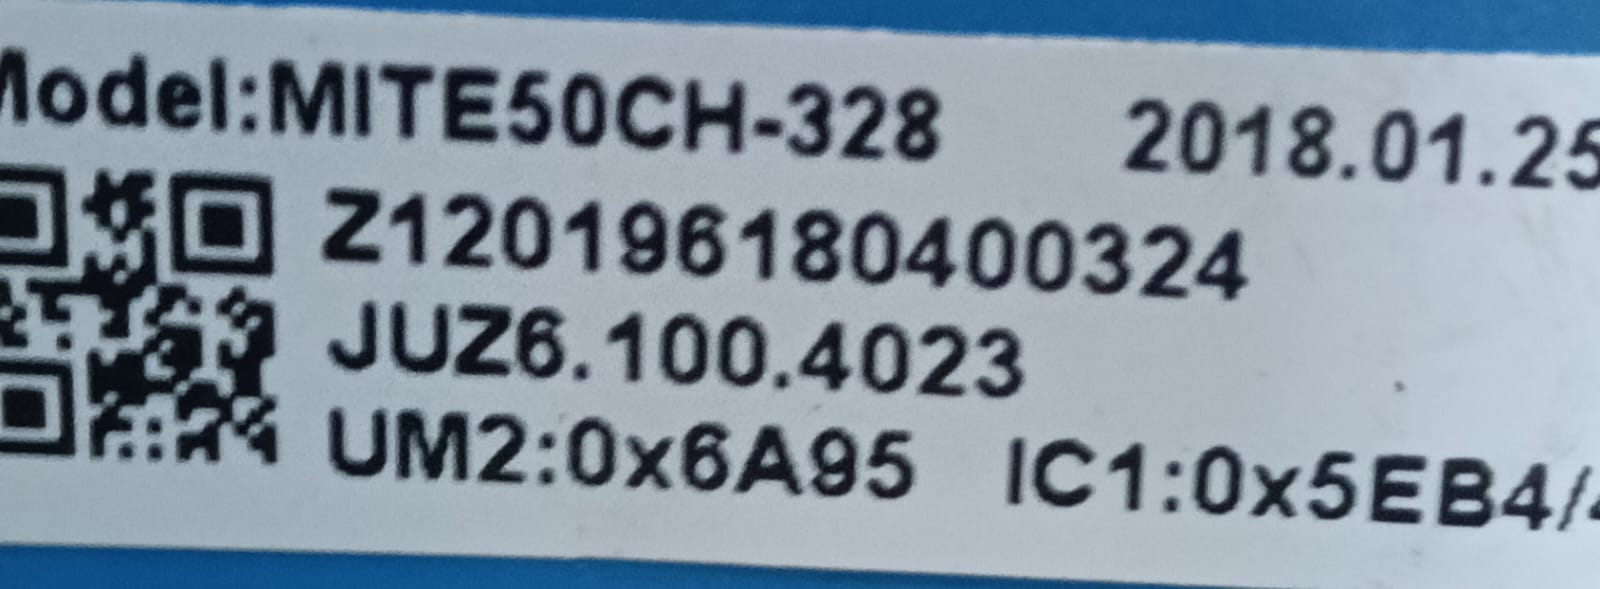 Model:MITE50CH-328 2018.01.25
Z120196180400324
JUZ6.100.4023
UM2:0x6A95 IC1:0x5EB4/